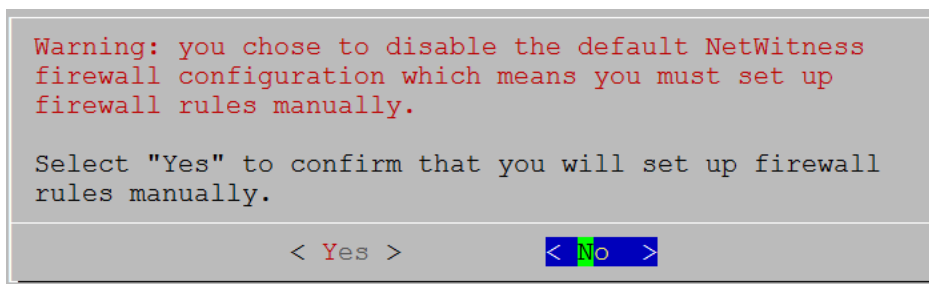 Warning: you chose to disable the default NetWitness
firewall configuration which means you must set up
firewall rules manually.
Select "Yes" to confirm that you will set up firewall
rules manually.
< Yes > < No >